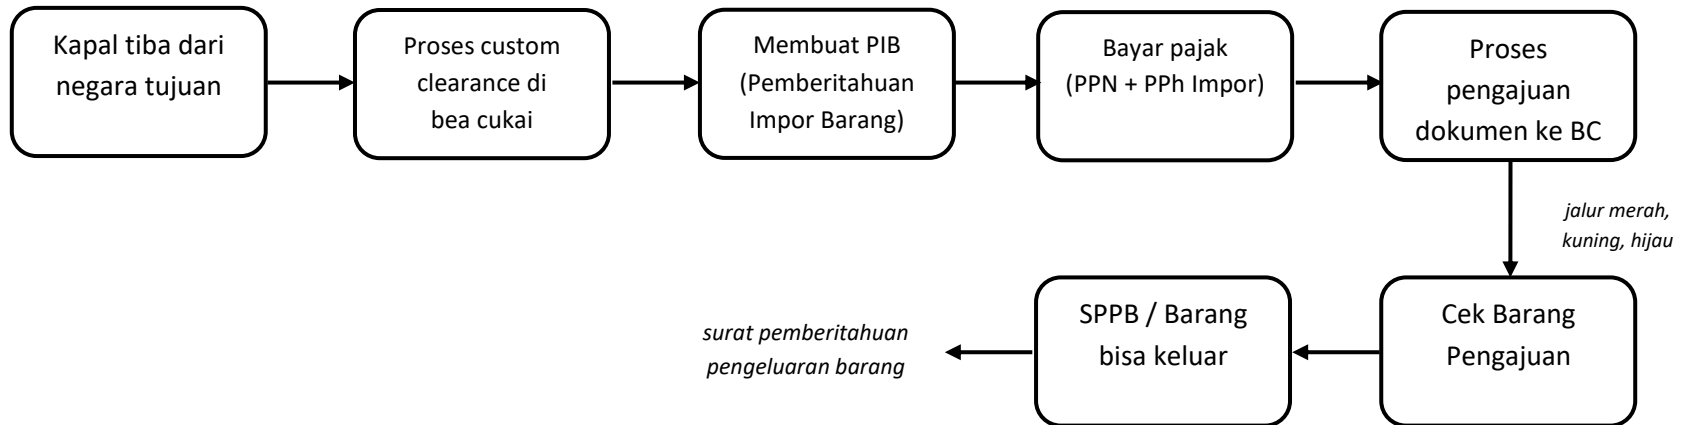 Kapal tiba dari
negara tujuan
Proses custom
clearance di
bea cukai
Membuat PIB
(Pemberitahuan
Impor Barang)
Bayar pajak
(PPN + PPh Impor)
Proses
pengajuan
dokumen ke BC
jalur merah,
kuning, hijau
Cek Barang
Pengajuan
SPPB / Barang
bisa keluar
surat pemberitahuan
pengeluaran barang